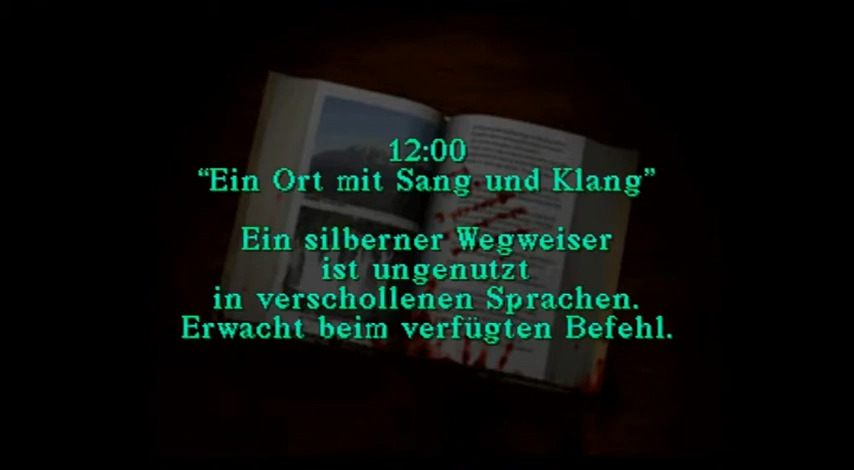 12:00
“Ein Ort mit Sang und Klang”
Ein silberner Wegweiser
ist ungenutzt
in verschollenen Sprachen.
Erwacht beim verfügten Befehl.